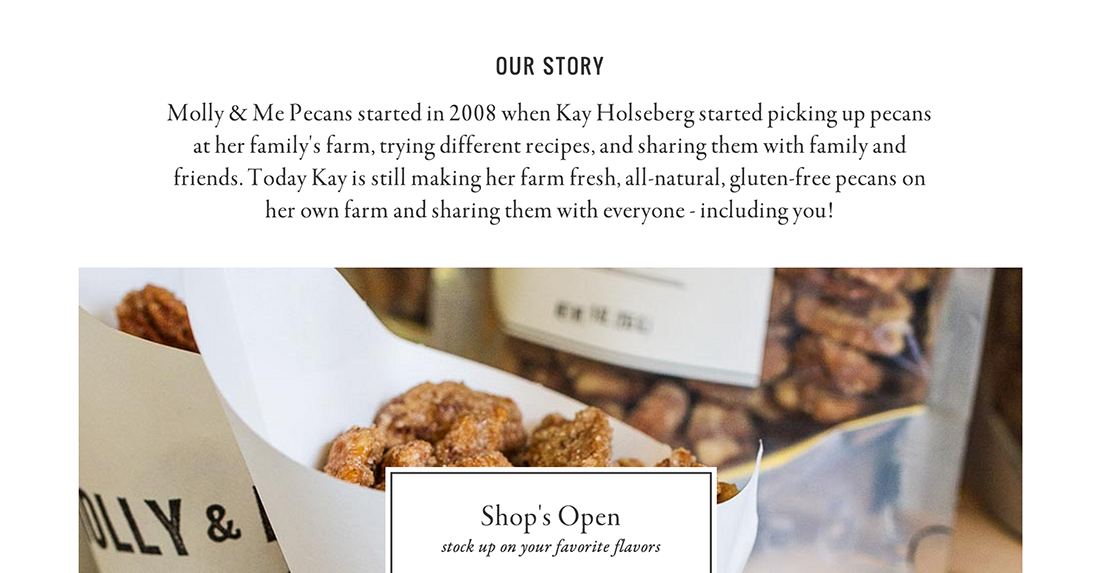 OUR STORY
Molly & Me Pecans started in 2008 when Kay Holseberg started picking up pecans
at her family's farm, trying different recipes, and sharing them with family and
friends. Today Kay is still making her farm fresh, all-natural, gluten-free pecans on
her own farm and sharing them with everyone - including you!
OLLY &
Shop's Open
stock up on your favorite flavors